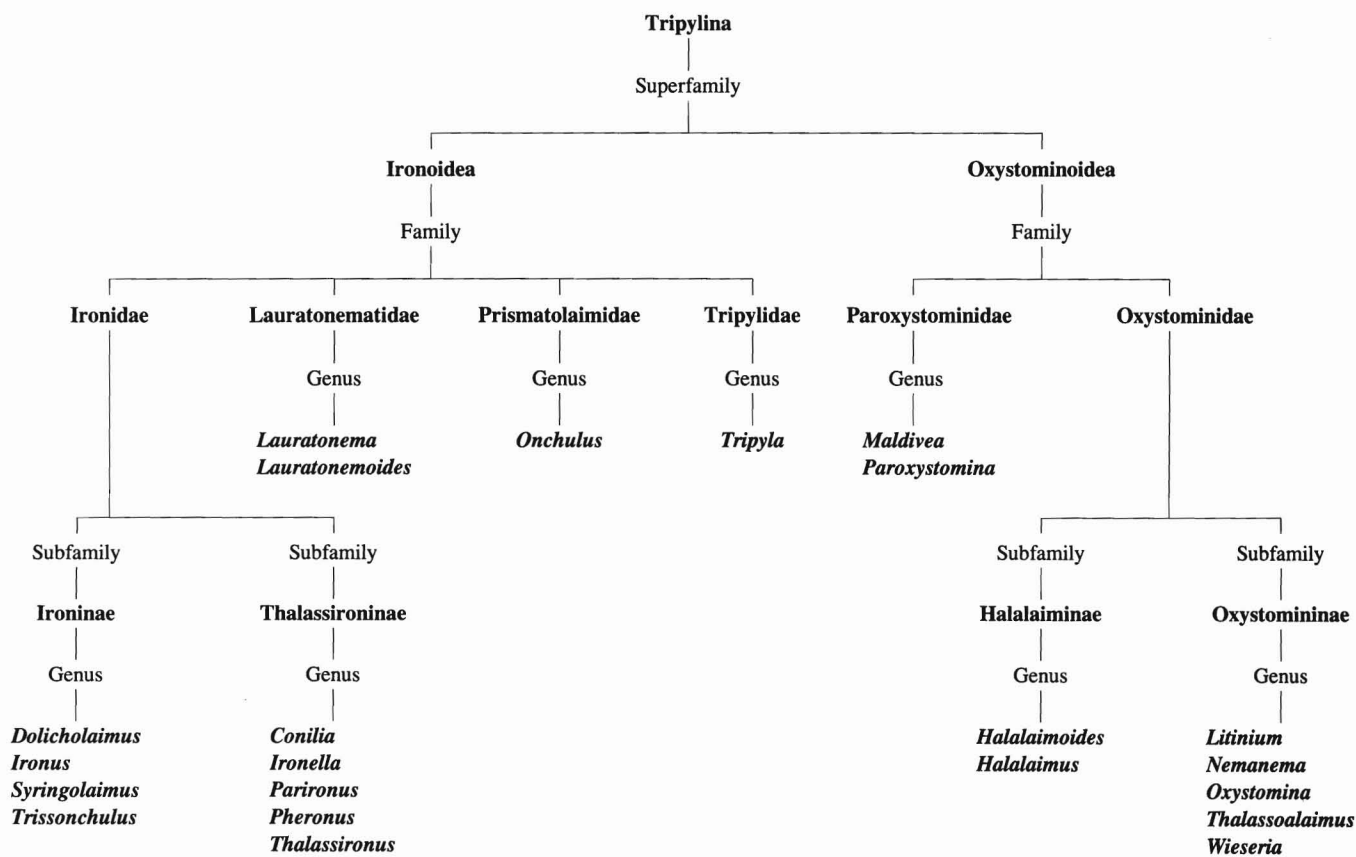 Tripylina
Superfamily
Ironoidea Oxystominoidea
Family Family
Ironidae Lauratonematidae Prismatolaimidae Tripylidae Paroxystominidae Oxystominidae
Genus Genus Genus Genus
Lauratonema Onchulus Tripyla Maldivea
Lauratonemoides Paroxystomina
Subfamily Subfamily Subfamily Subfamily
Ironinae Thalassironinae Halalaiminae Oxystomininae
Genus Genus Genus Genus
Dolicholaimus Conilia Halalaimoides Litinium
Ironus Ironella Halalaimus Nemanema
Syringolaimus Parironus Oxystomina
Trissonchulus Pheronus Thalassoalaimus
Thalassironus Wieseria